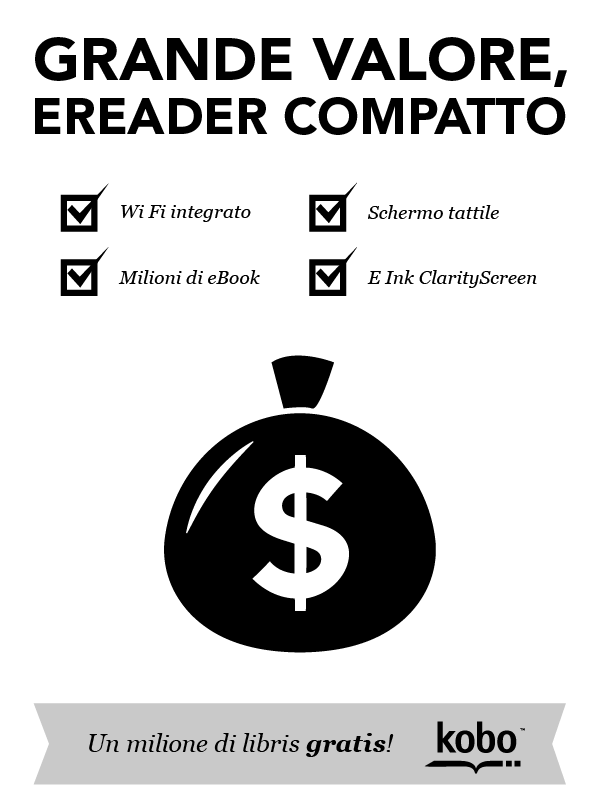 GRANDE VALORE,
EREADER COMPATTO
Wi Fi integrato
Schermo tattile
Milioni di eBook
E Ink ClarityScreen
$
Un milione di libris gratis!
kobo™